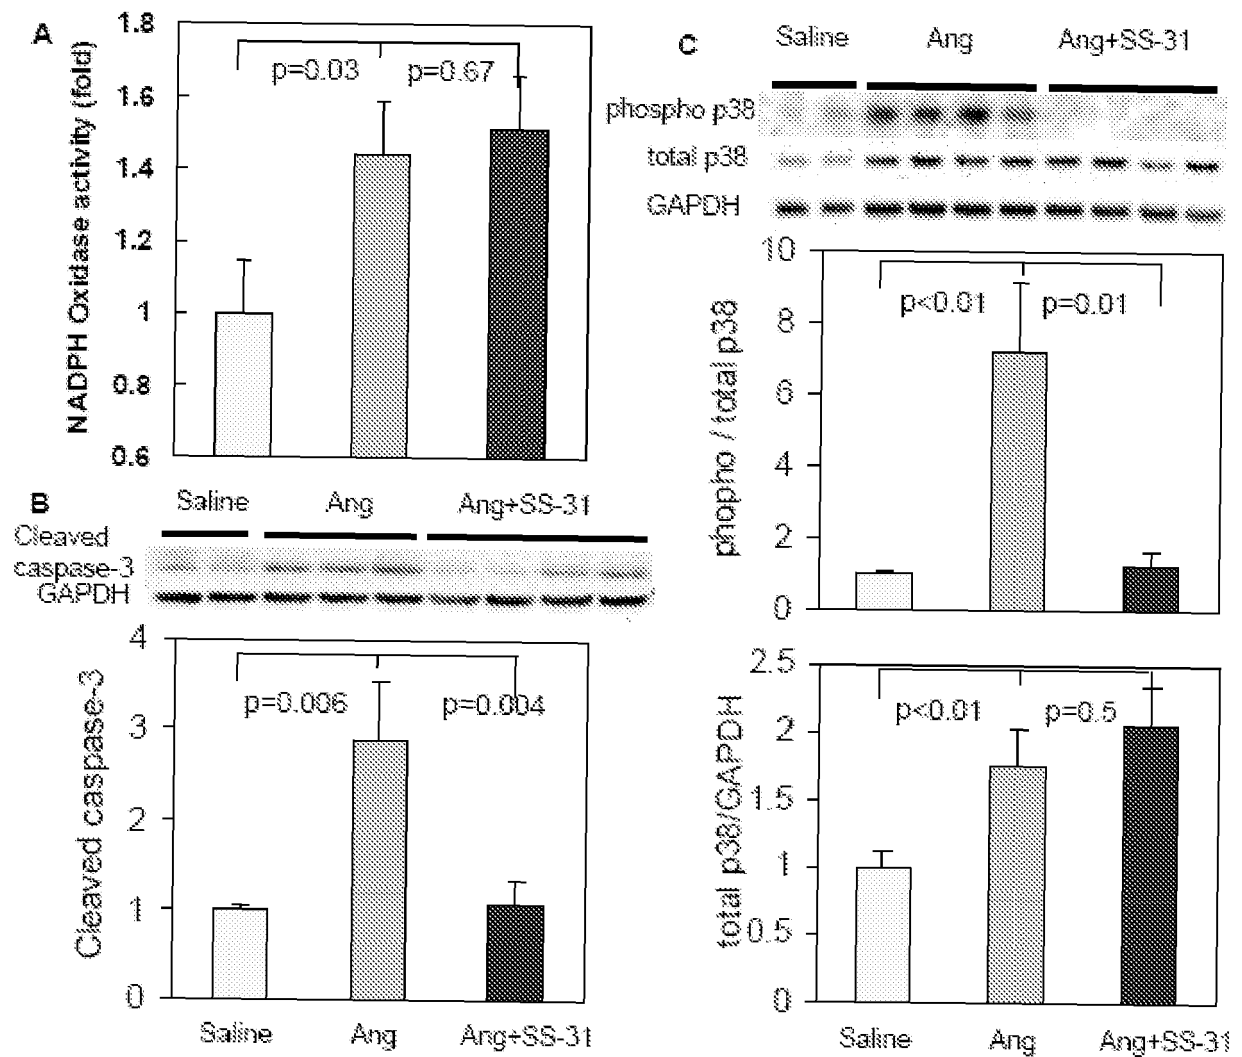 A
NADPH Oxidase activity (fold)
1.8
1.6
1.4
1.2
1
0.8
0.6
p=0.03
p=0.67
B
Saline
Ang
Ang+SS-31
Cleaved
caspase-3
GAPDH
Cleaved caspase-3
4
3
2
1
0
p=0.006
p=0.004
Saline
Ang
Ang+SS-31
C
Saline
Ang
Ang+SS-31
phospho p38
total p38
GAPDH
phopho / total p38
10
8
6
4
2
0
p<0.01
p=0.01
total p38/GAPDH
2.5
2
1.5
1
0.5
0
p<0.01
p=0.5
Saline
Ang
Ang+SS-31